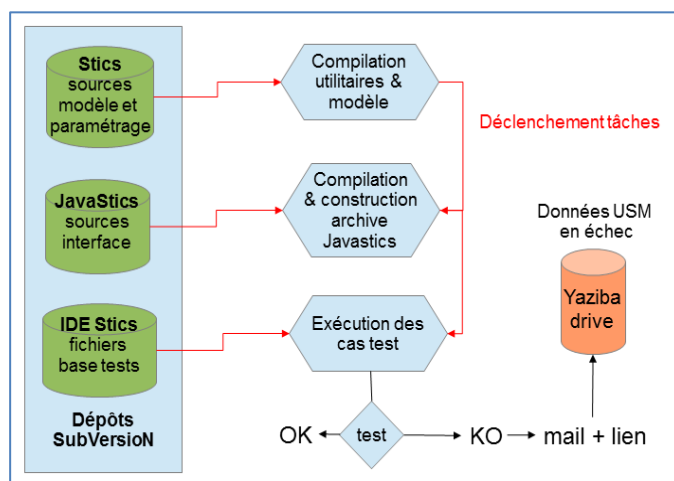 Stics
sources
modèle et
paramétrage
JavaStics
sources
interface
IDE Stics
fichiers
base tests
Dépôts
SubVersioN
Compilation
utilitaires &
modèle
Compilation
& construction
archive
Javastics
Exécution des
cas test
Déclenchement tâches
Données USM
en échec
Yaziba
drive
OK
test
KO
mail + lien